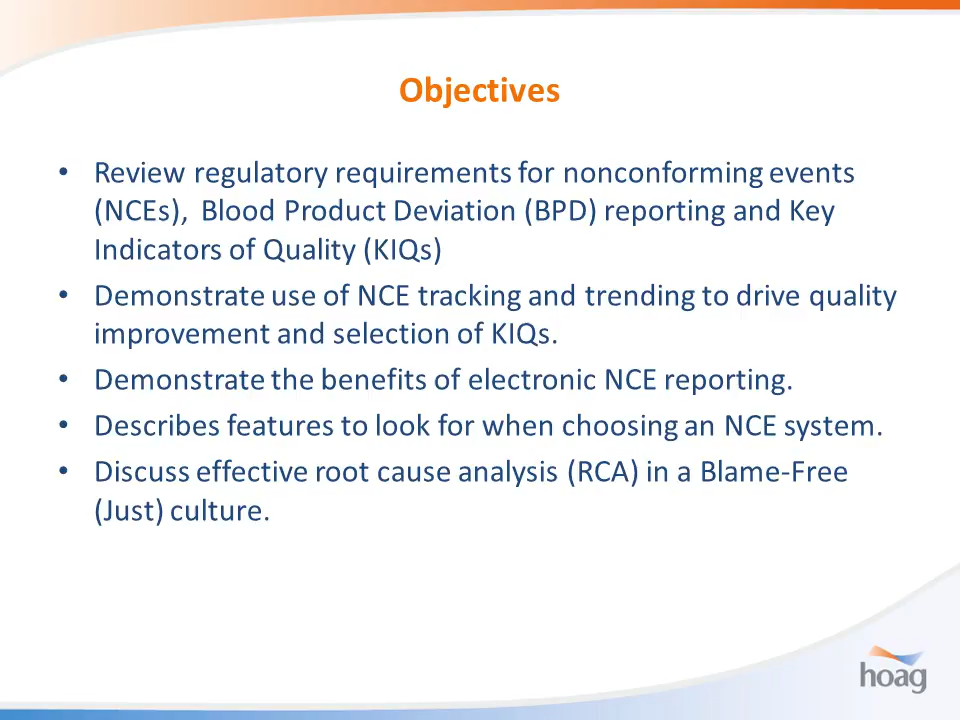 Objectives
• Review regulatory requirements for nonconforming events
(NCEs), Blood Product Deviation (BPD) reporting and Key
Indicators of Quality (KIQs)
• Demonstrate use of NCE tracking and trending to drive quality
improvement and selection of KIQs.
• Demonstrate the benefits of electronic NCE reporting.
• Describes features to look for when choosing an NCE system.
• Discuss effective root cause analysis (RCA) in a Blame-Free
(Just) culture.
hoag